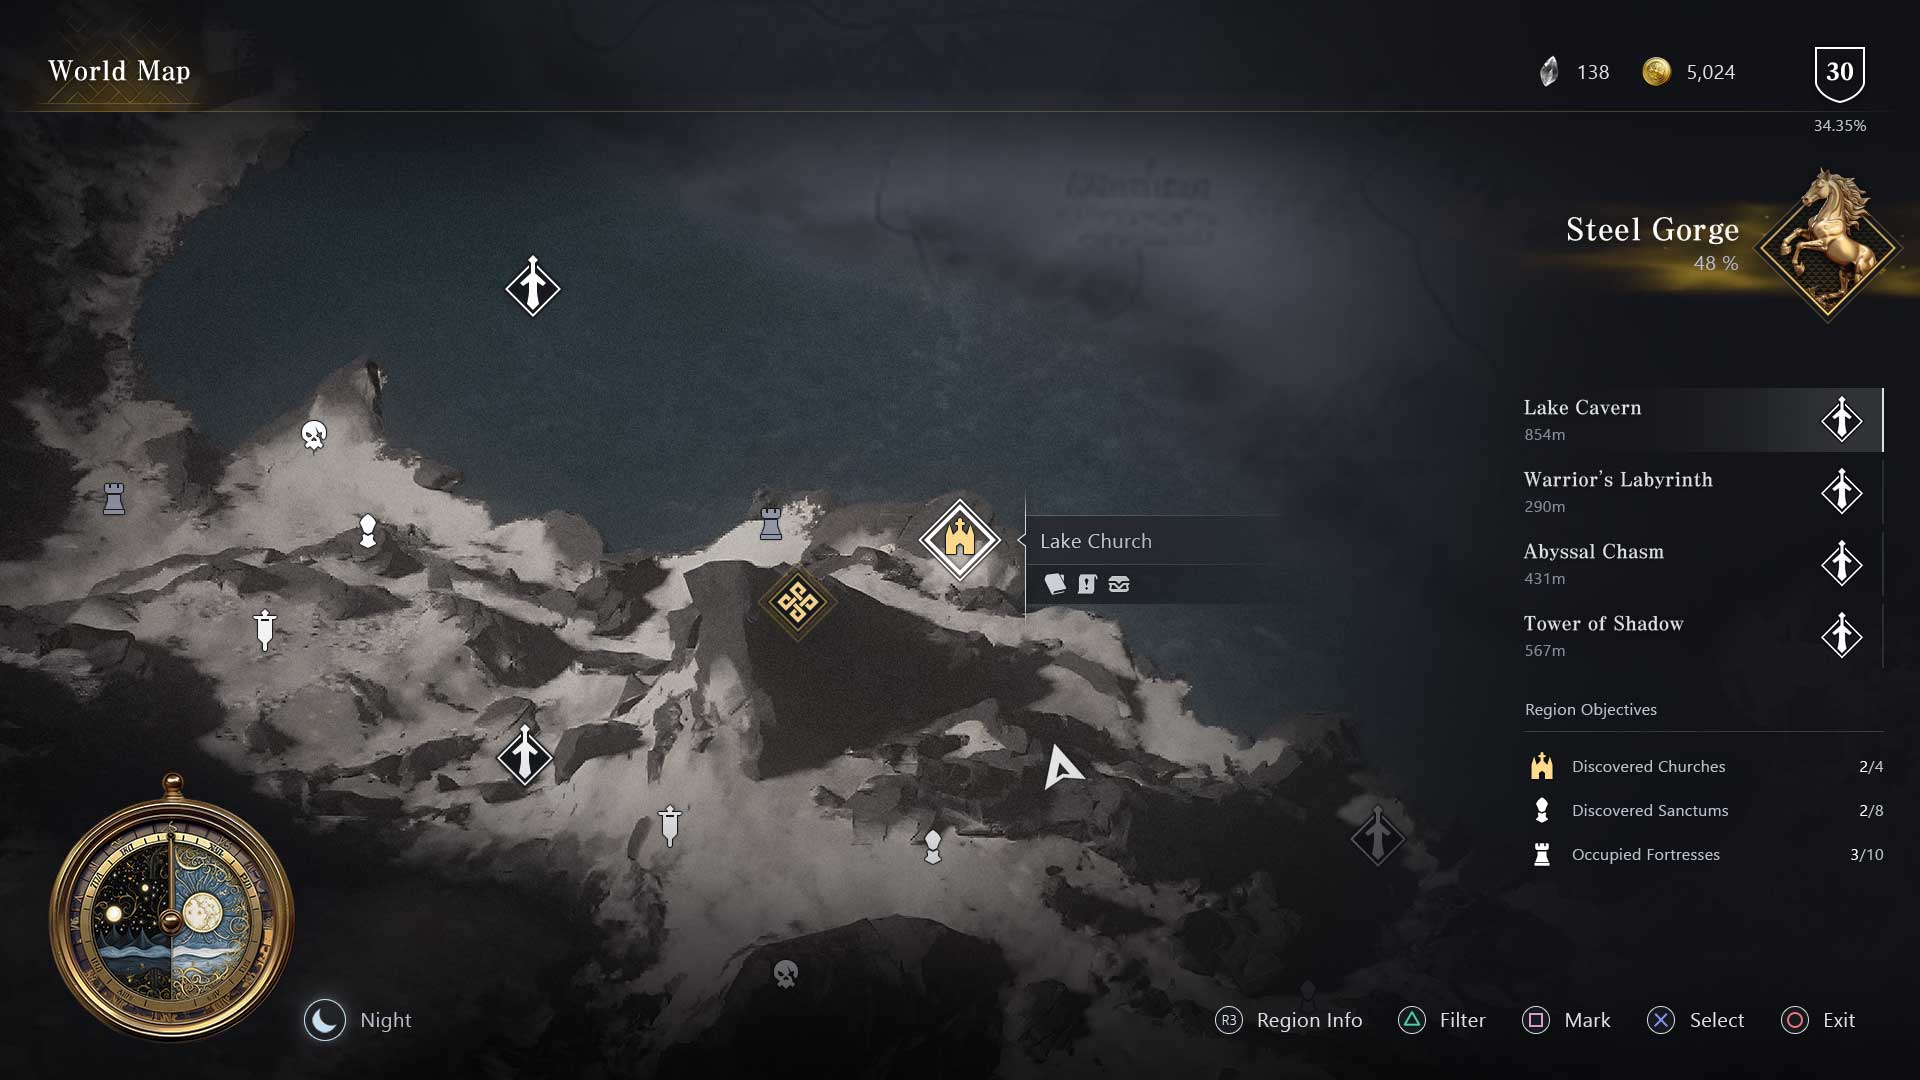 World Map
138
5,024
30
34.35%
Steel Gorge
48 %
Lake Cavern
854m
Warrior's Labyrinth
290m
Abyssal Chasm
431m
Tower of Shadow
567m
Lake Church
Region Objectives
Discovered Churches 2/4
Discovered Sanctums 2/8
Occupied Fortresses 3/10
Night
R3 Region Info
Filter
Mark
Select
Exit